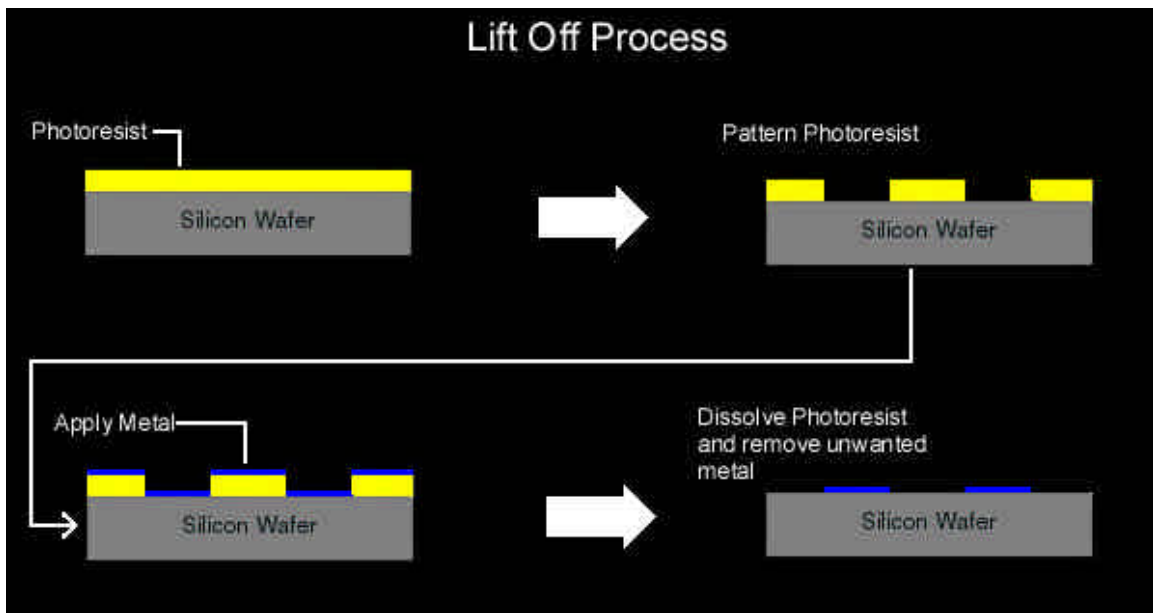 Lift Off Process
Photoresist
Silicon Wafer
Pattern Photoresist
Silicon Wafer
Apply Metal
Silicon Wafer
Dissolve Photoresist
and remove unwanted
metal
Silicon Wafer